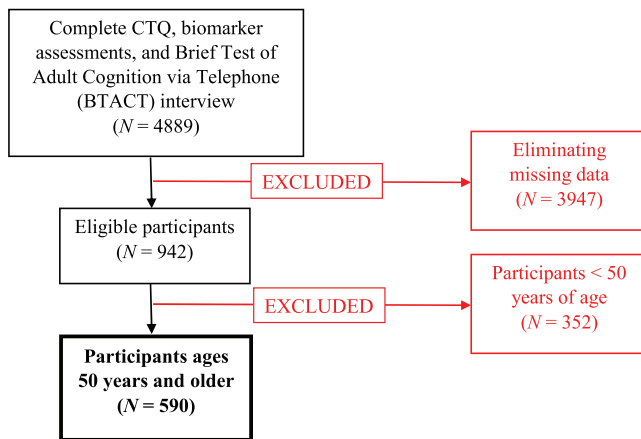 Complete CTQ, biomarker
assessments, and Brief Test of
Adult Cognition via Telephone
(BTACT) interview
(N = 4889)
EXCLUDED
Eliminating
missing data
(N = 3947)
Eligible participants
(N = 942)
EXCLUDED
Participants < 50
years of age
(N = 352)
Participants ages
50 years and older
(N = 590)